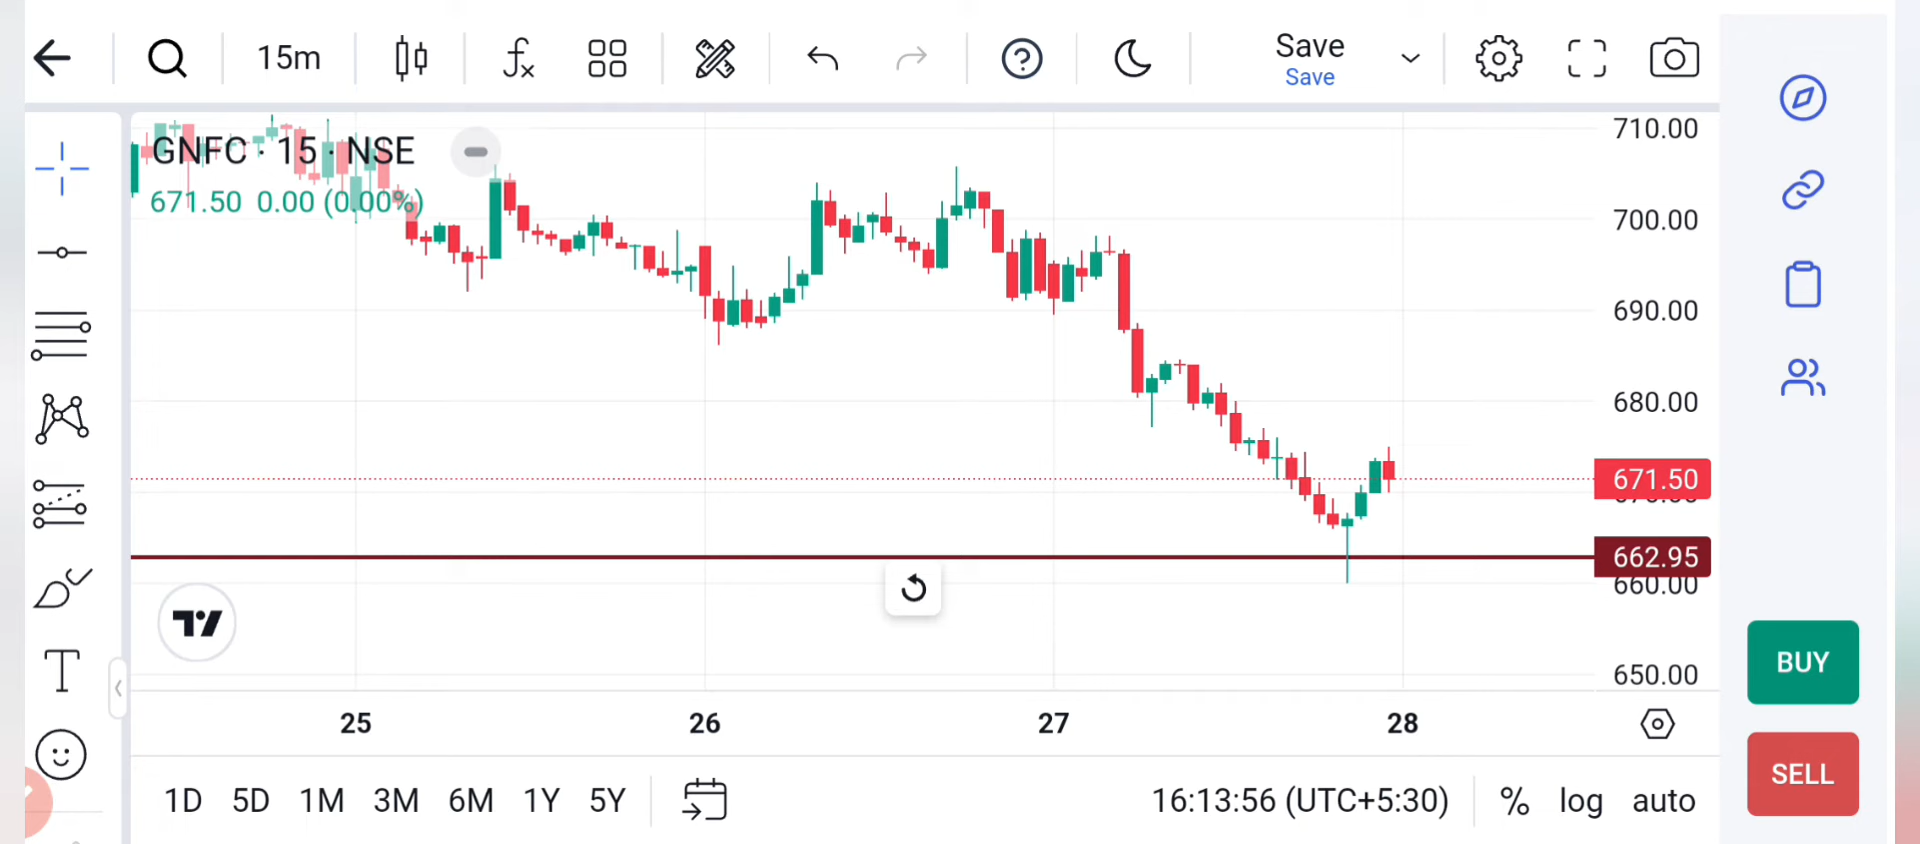 15m
Save
Save
GNFC · 15 · NSE
671.50 0.00 (0.00%)
710.00
700.00
690.00
680.00
671.50
662.95
660.00
650.00
25 26 27 28
BUY
SELL
1D 5D 1M 3M 6M 1Y 5Y
16:13:56 (UTC+5:30) % log auto